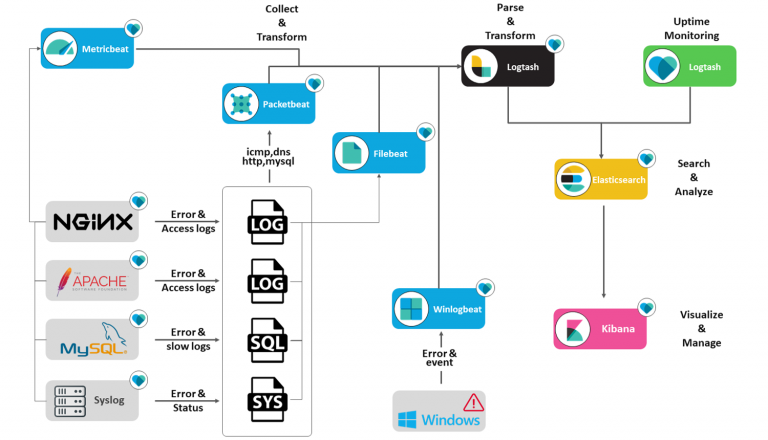 Collect
&
Transform
Parse
&
Transform
Uptime
Monitoring
Metricbeat
Logtash
Logtash
Packetbeat
icmp,dns
http,mysql
Filebeat
Elasticsearch
Search
&
Analyze
NGiNX
Error &
Access logs
LOG
THE
APACHE
SOFTWARE FOUNDATION
Error &
Access logs
LOG
Winlogbeat
Kibana
Visualize
&
Manage
MySQL
Error &
slow logs
SQL
Error &
event
Syslog
Error &
Status
SYS
Windows